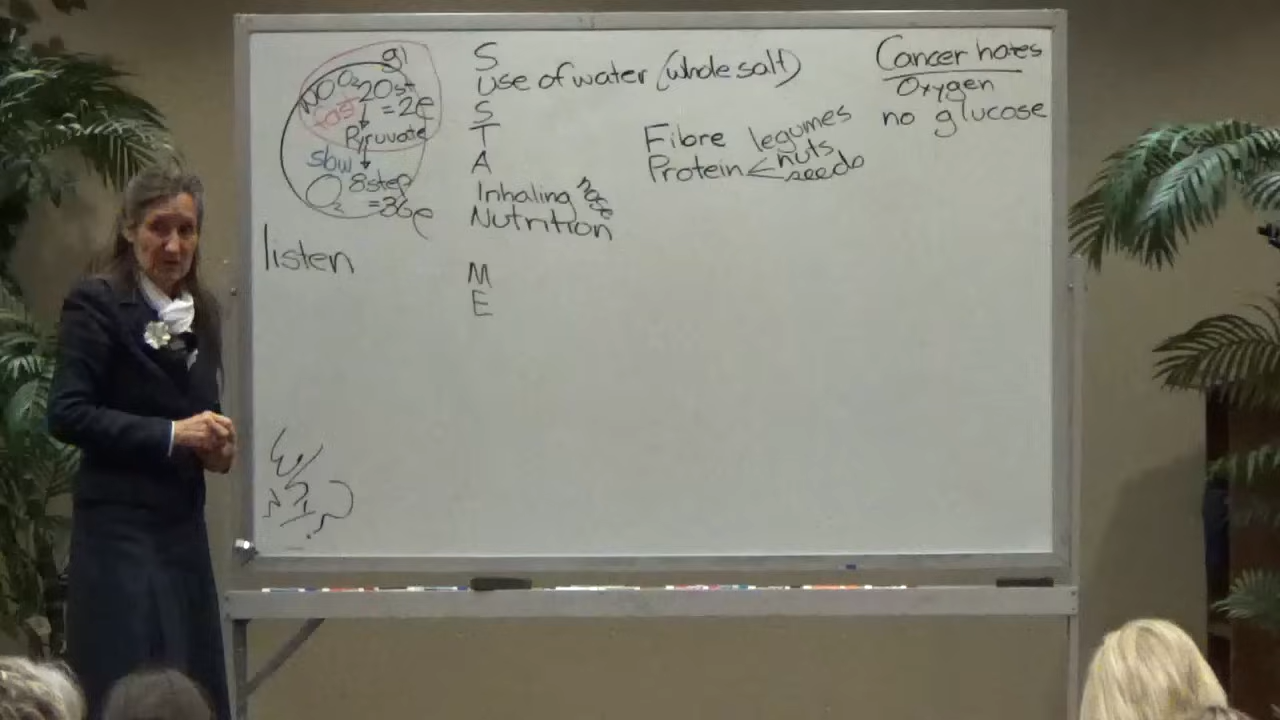 gl
NO O₂ 20st
fast = 2e
Pyruvate
slow
O₂ 8step
= 36e
listen
S
use of water (whole salt)
S
T
A
Inhaling nose
Nutrition
M
E
Fibre legumes
Protein < nuts
seeds
Cancer hates
Oxygen
no glucose